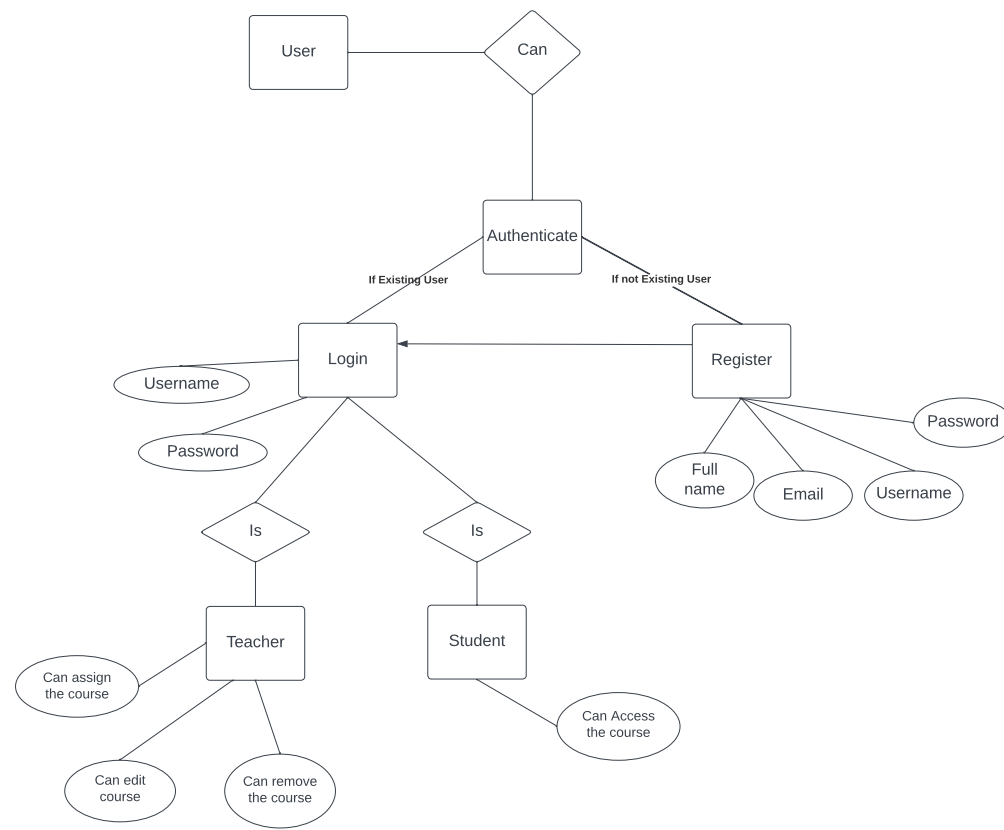 User
Can
Authenticate
If Existing User
If not Existing User
Login
Register
Username
Password
Password
Full
name
Email
Username
Is
Is
Teacher
Student
Can assign
the course
Can Access
the course
Can edit
course
Can remove
the course